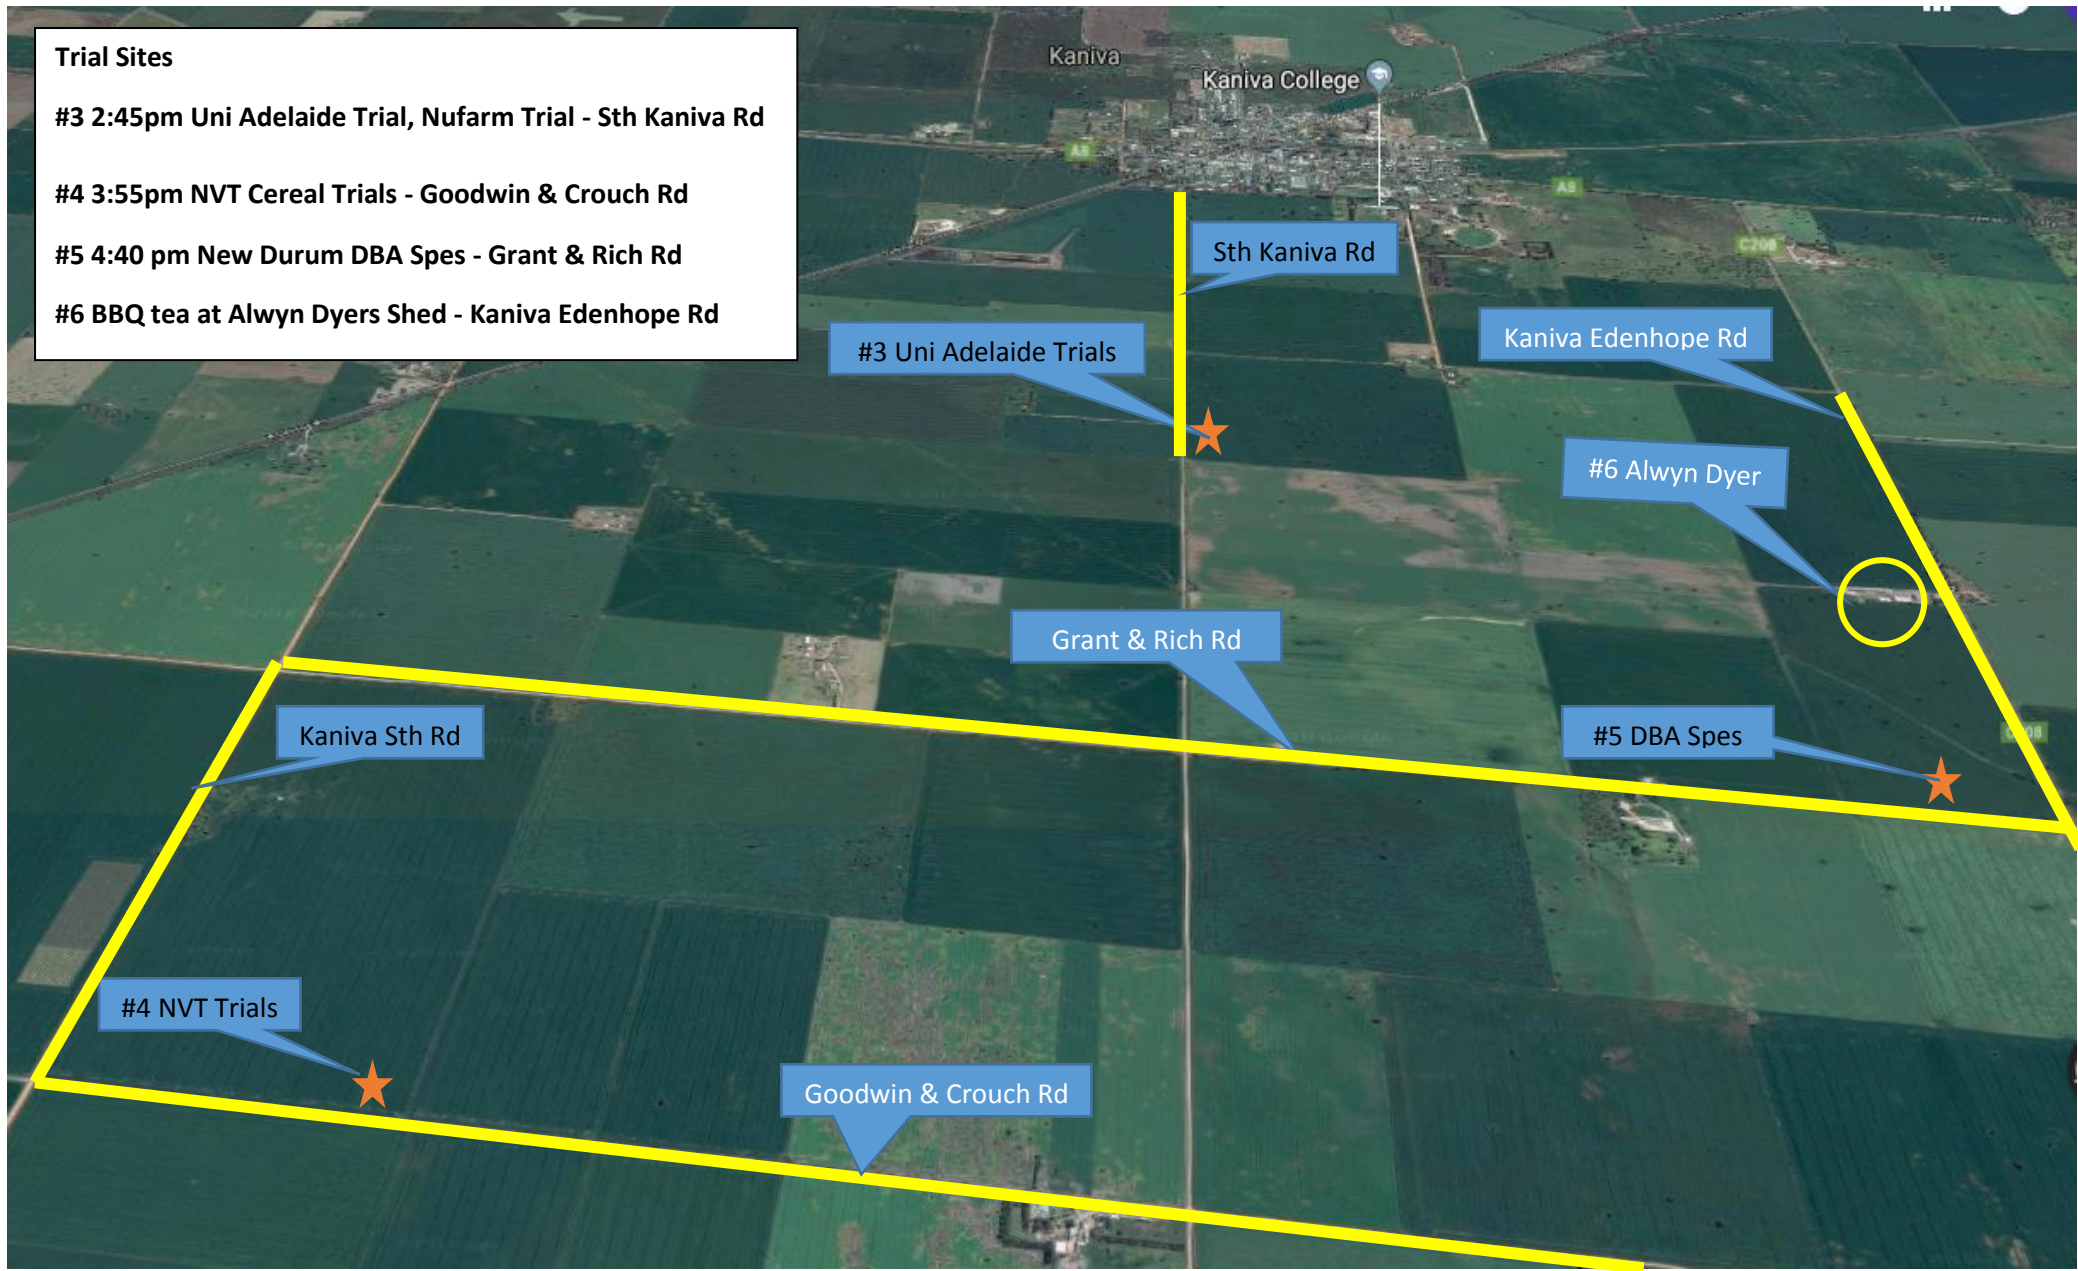 Trial Sites
#3 2:45pm Uni Adelaide Trial, Nufarm Trial - Sth Kaniva Rd
#4 3:55pm NVT Cereal Trials - Goodwin & Crouch Rd
#5 4:40 pm New Durum DBA Spes - Grant & Rich Rd
#6 BBQ tea at Alwyn Dyers Shed - Kaniva Edenhope Rd
Kaniva
Kaniva College
A8
A8
C208
Sth Kaniva Rd
Kaniva Edenhope Rd
#3 Uni Adelaide Trials
#6 Alwyn Dyer
Grant & Rich Rd
Kaniva Sth Rd
#5 DBA Spes
#4 NVT Trials
Goodwin & Crouch Rd